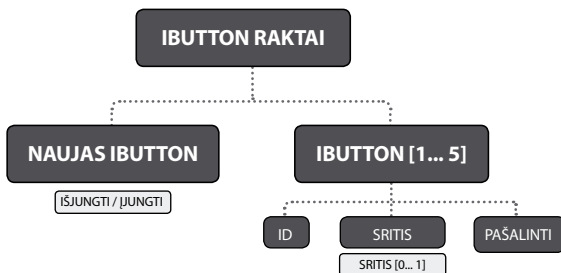 IBUTTON RAKTAI
NAUJAS IBUTTON
IBUTTON [1... 5]
IŠJUNGTI / ĮJUNGTI
ID
SRITIS
PAŠALINTI
SRITIS [0... 1]